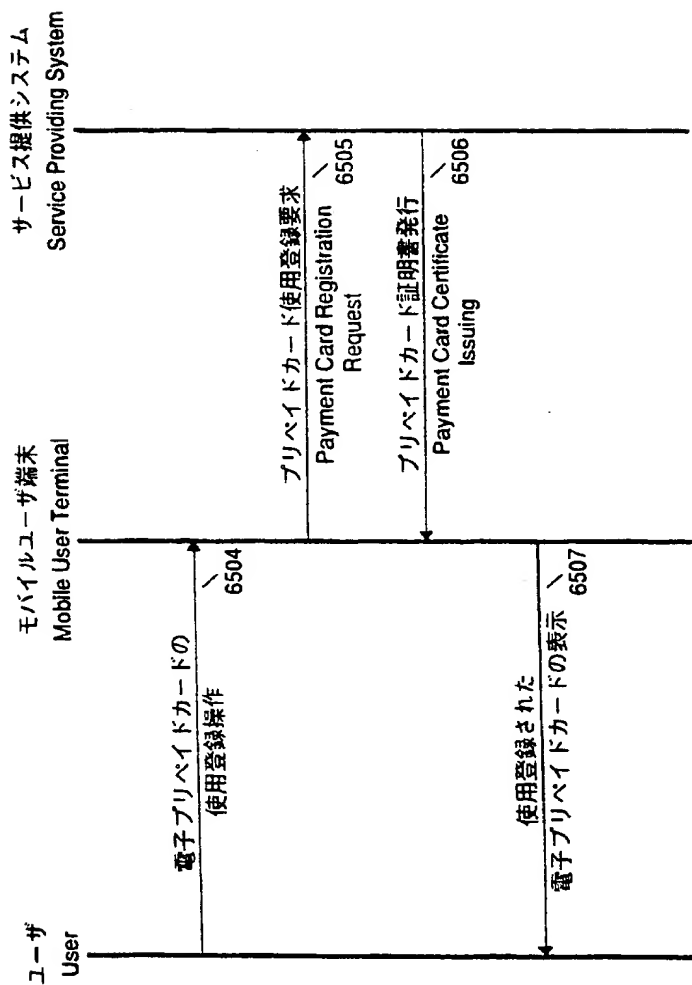 ユーザ
User
モバイルユーザ端末
Mobile User Terminal
サービス提供システム
Service Providing System
電子プリペイドカードの
使用登録操作
6504
プリペイドカード使用登録要求
6505
Payment Card Registration
Request
プリペイドカード証明書発行
6506
Payment Card Certificate
Issuing
使用登録された
6507
電子プリペイドカードの表示